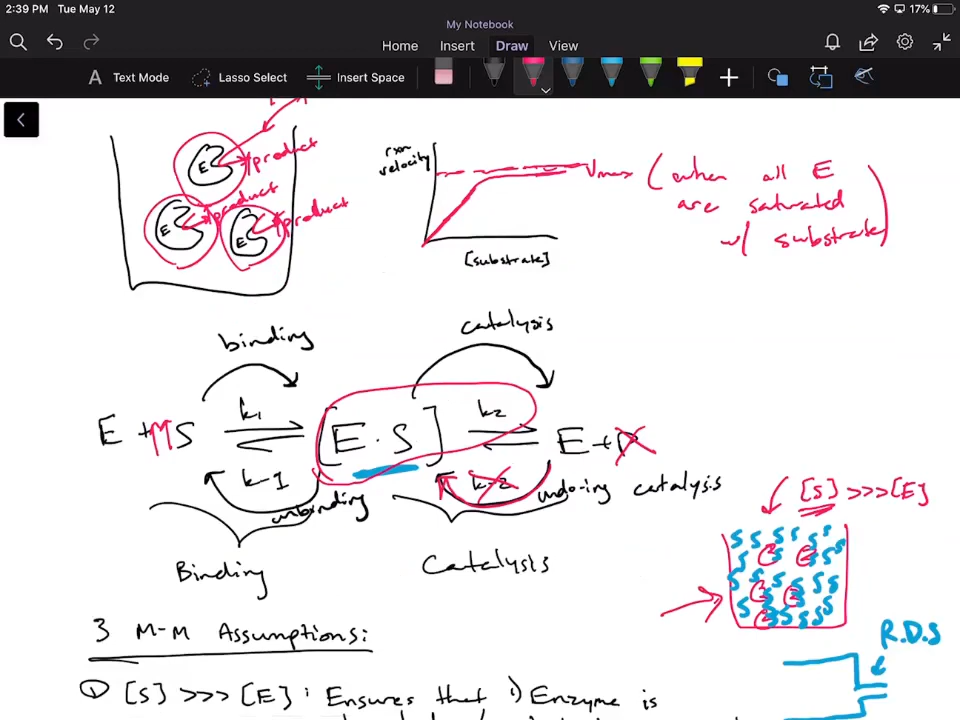 2:39 PM Tue May 12
17%
My Notebook
Home Insert Draw View
A Text Mode Lasso Select Insert Space
product
product
product
E
E
E
rxn velocity
[substrate]
Vmax (when all E
are saturated
w/ substrate)
binding
catalysis
E + S
k1
k-1
[E · S]
k2
k-2
E + P
unbinding
undo-ing catalysis
Binding
Catalysis
[S] >>> [E]
S S S S S S
R.D.S
3 M-M Assumptions:
① [S] >>> [E] : Ensures that i) Enzyme is